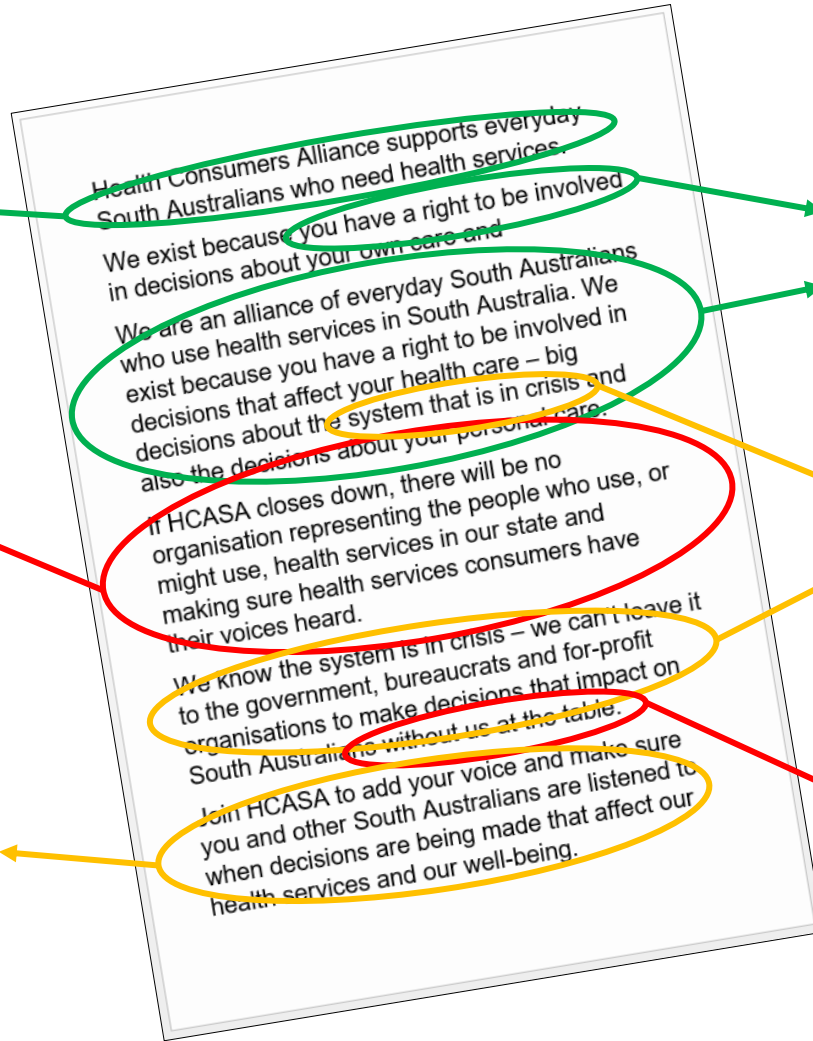 Health Consumers Alliance supports everyday
South Australians who need health services.
We exist because you have a right to be involved
in decisions about your own care and
We are an alliance of everyday South Australians
who use health services in South Australia. We
exist because you have a right to be involved in
decisions that affect your health care – big
decisions about the system that is in crisis and
also the decisions about your personal care.
If HCASA closes down, there will be no
organisation representing the people who use, or
might use, health services in our state and
making sure health services consumers have
their voices heard.
We know the system is in crisis – we can't leave it
to the government, bureaucrats and for-profit
organisations to make decisions that impact on
South Australians without us at the table.
Join HCASA to add your voice and make sure
you and other South Australians are listened to
when decisions are being made that affect our
health services and our well-being.